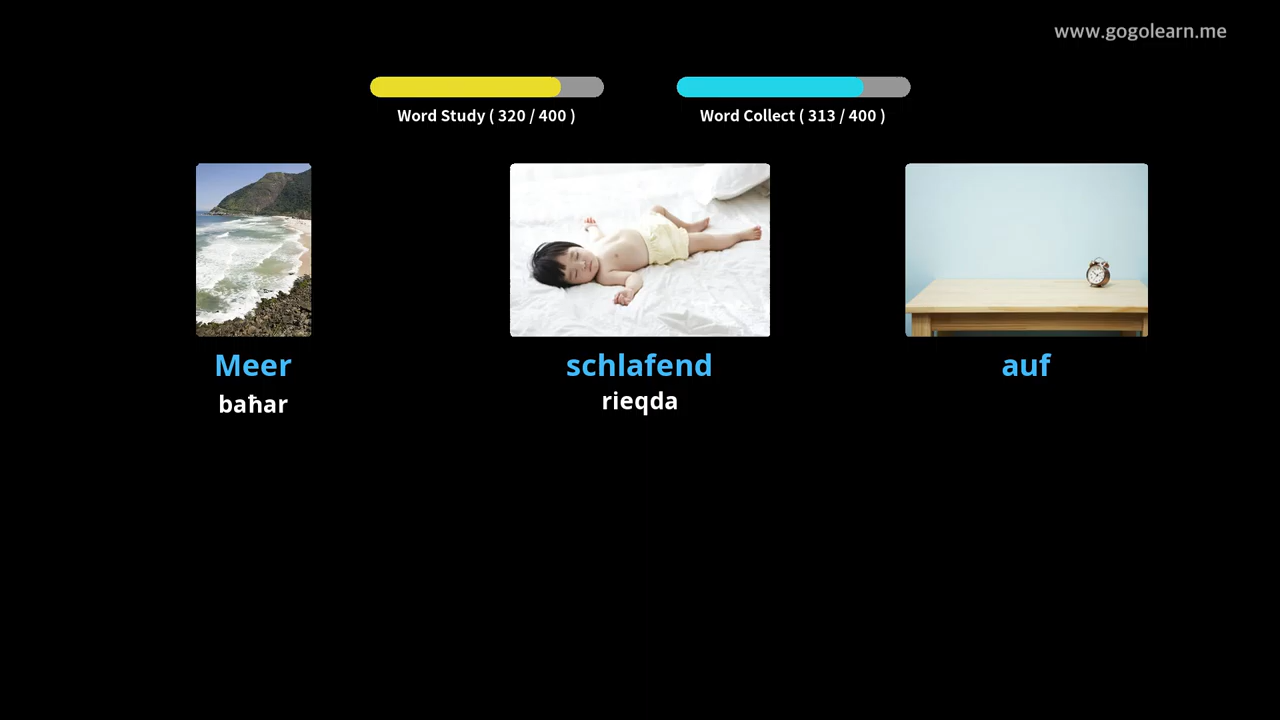 www.gogolearn.me
Word Study ( 320 / 400 )
Word Collect ( 313 / 400 )
Meer
schlafend
auf
baħar
rieqda